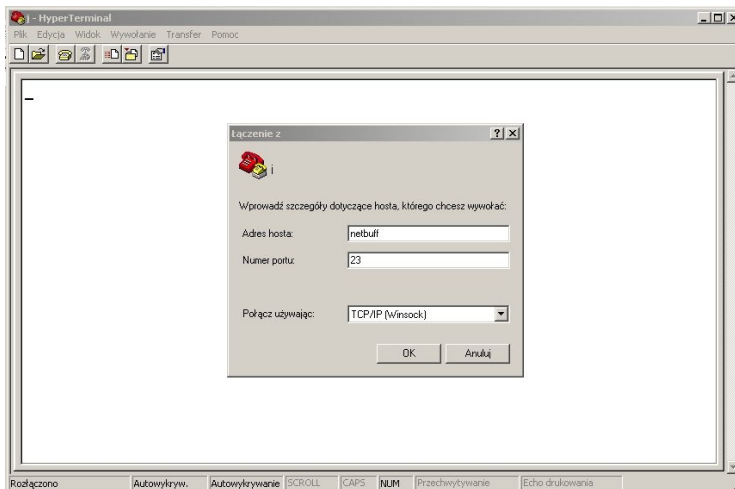 j - HyperTerminal
Plik Edycja Widok Wywołanie Transfer Pomoc
Łączenie z
j
Wprowadź szczegóły dotyczące hosta, którego chcesz wywołać:
Adres hosta: netbuff
Numer portu: 23
Połącz używając: TCP/IP (Winsock)
OK Anuluj
Rozłączono Autowykryw. Autowykrywanie SCROLL CAPS NUM Przechwytywanie Echo drukowania